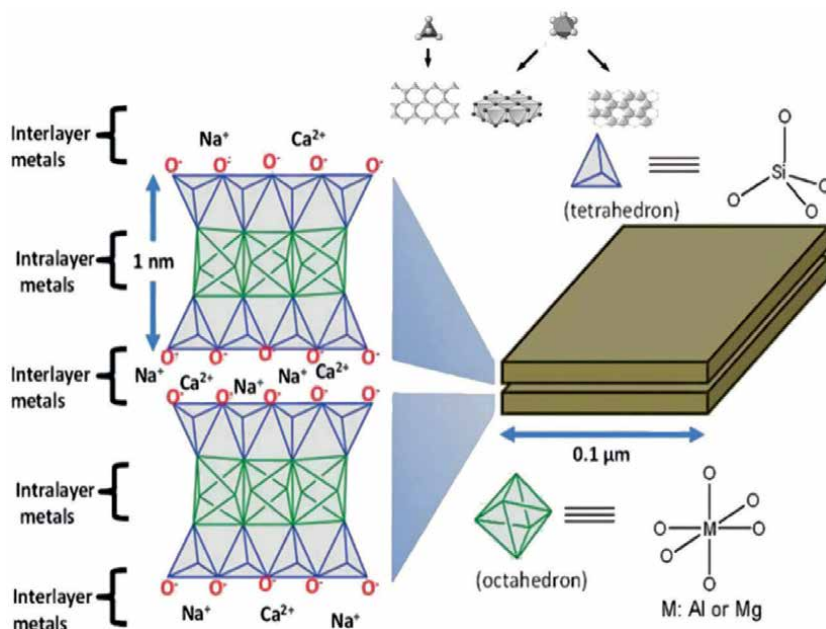 Interlayer
metals
Na⁺ Ca²⁺
O⁻ O⁻ O⁻ O⁻ O⁻
1 nm
Intralayer
metals
O⁻ O⁻ O⁻ O⁻ O⁻
Interlayer
metals
Na⁺ Ca²⁺ Na⁺ Na⁺ Ca²⁺
O⁻ O⁻ O⁻ O⁻ O⁻
Intralayer
metals
O⁻ O⁻ O⁻ O⁻ O⁻
Interlayer
metals
Na⁺ Ca²⁺ Na⁺
(tetrahedron)
O
Si
O
O
O
0.1 µm
(octahedron)
O
O
O
M
O
O
O
M: Al or Mg